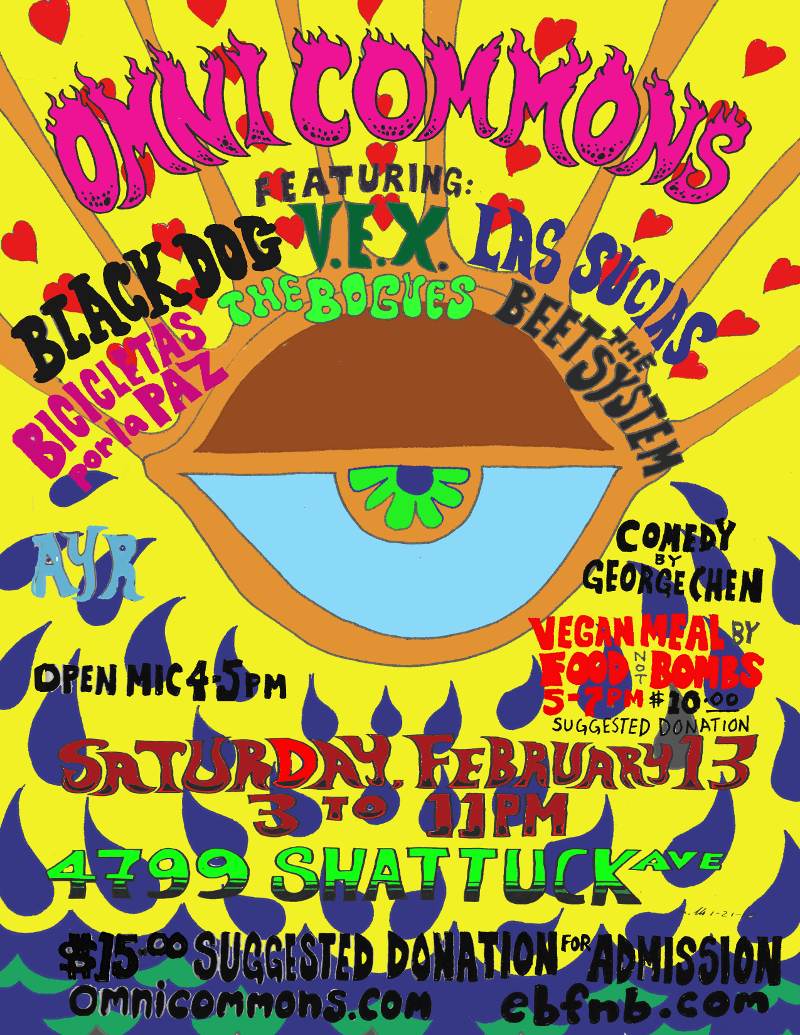 OMNI COMMONS
FEATURING:
BLACK DOG
V.E.X.
LAS SUCIAS
THE BOGUES
BEET
THE
SYSTEM
BICICLETAS
por la PAZ
AYR
COMEDY
BY
GEORGE CHEN
VEGAN MEAL BY
FOOD NOT BOMBS
5-7PM $10.00
SUGGESTED DONATION
OPEN MIC 4-5PM
SATURDAY, FEBRUARY 13
3 TO 11PM
4799 SHATTUCK AVE
$15.00 SUGGESTED DONATION FOR ADMISSION
Omnicommons.com
ebfnb.com